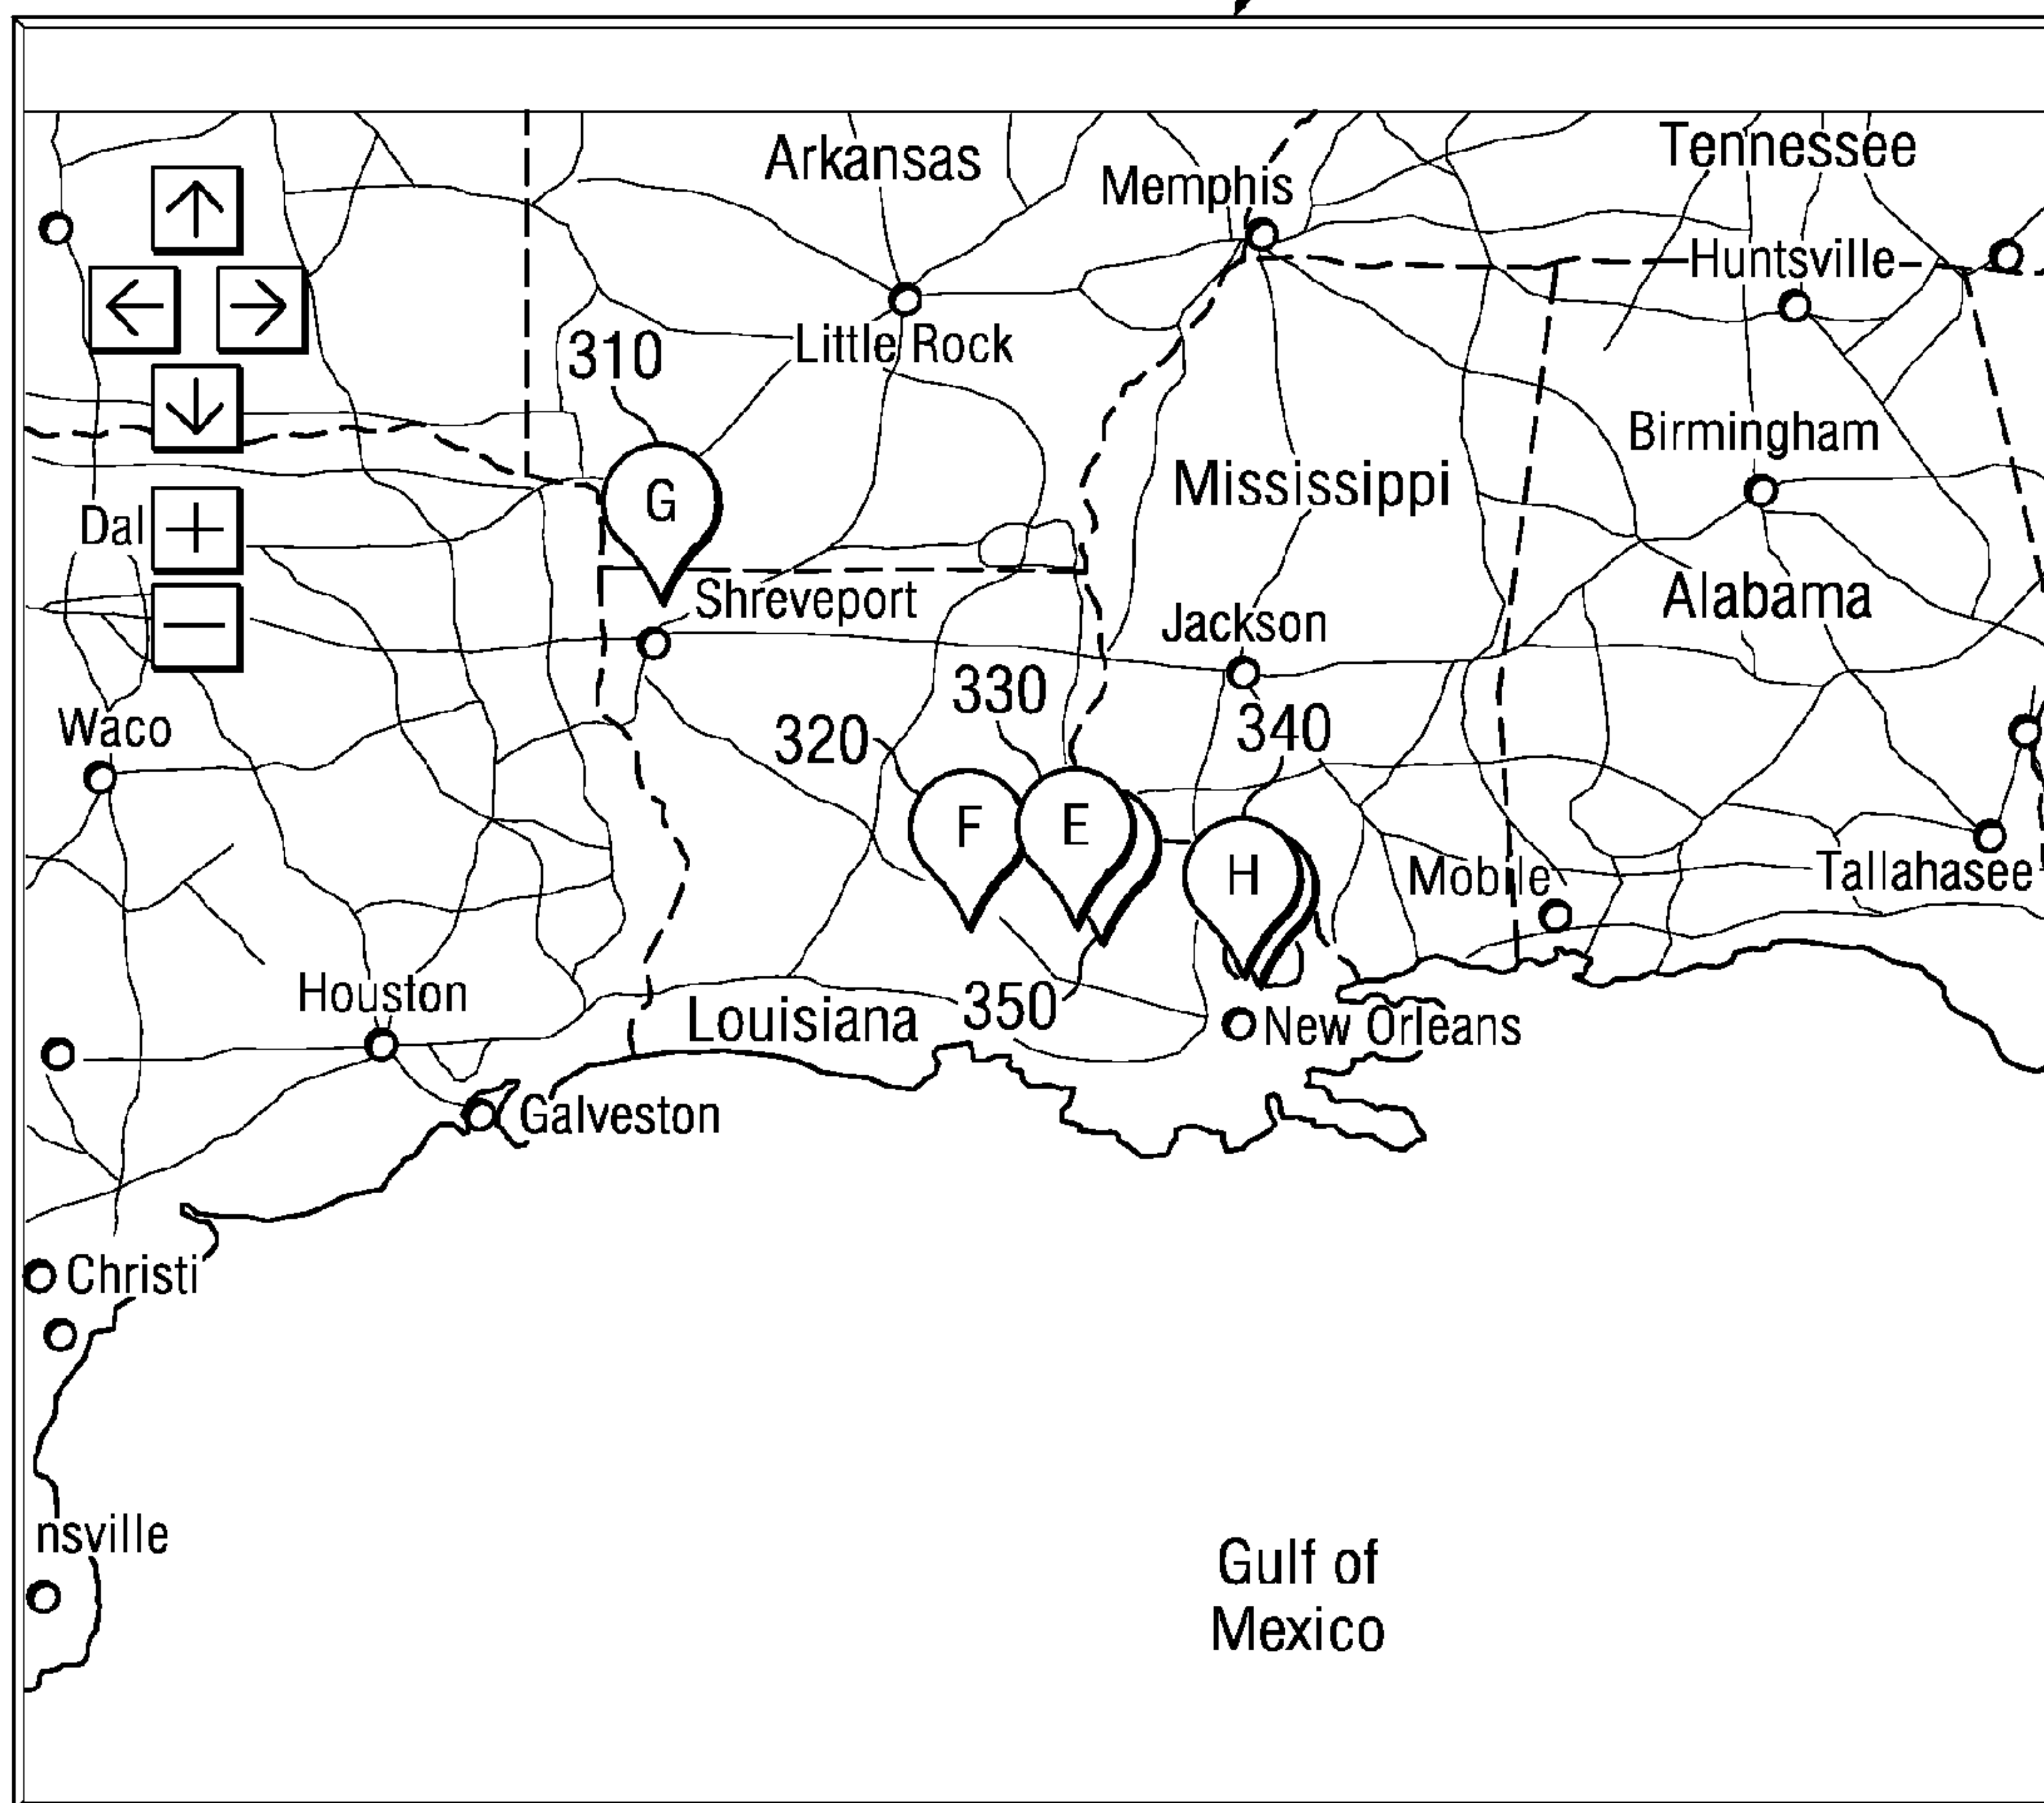 Arkansas
Tennessee
Memphis
Huntsville
Little Rock
310
Birmingham
G
Mississippi
Dal
+
−
Shreveport
Alabama
Jackson
330
340
320
Waco
F
E
H
Mobile
Tallahasee
Houston
350
Louisiana
New Orleans
Galveston
Christi
nsville
Gulf of
Mexico